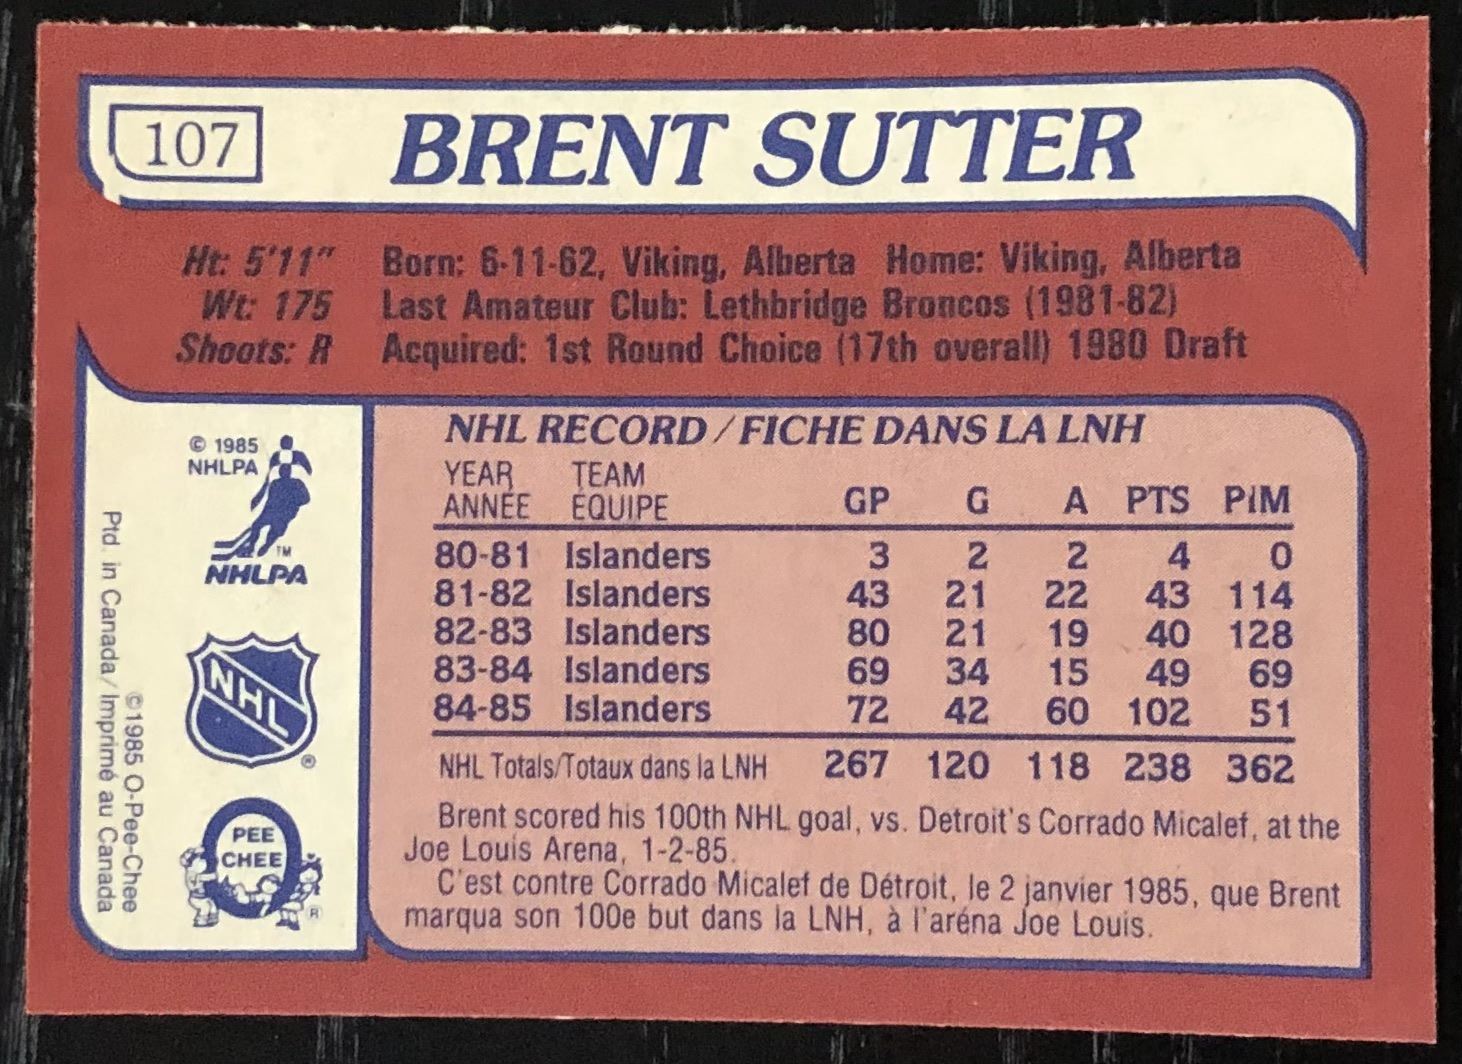 107
BRENT SUTTER
Ht: 5'11" Born: 6-11-62, Viking, Alberta Home: Viking, Alberta
Wt: 175 Last Amateur Club: Lethbridge Broncos (1981-82)
Shoots: R Acquired: 1st Round Choice (17th overall) 1980 Draft
© 1985
NHLPA
TM
NHLPA
NHL
®
PEE
CHEE
R
Ptd. in Canada/Imprimé au Canada
©1985 O-Pee-Chee
NHL RECORD/FICHE DANS LA LNH
YEAR TEAM
ANNÉE ÉQUIPE GP G A PTS PIM
80-81 Islanders 3 2 2 4 0
81-82 Islanders 43 21 22 43 114
82-83 Islanders 80 21 19 40 128
83-84 Islanders 69 34 15 49 69
84-85 Islanders 72 42 60 102 51
NHL Totals/Totaux dans la LNH 267 120 118 238 362
Brent scored his 100th NHL goal, vs. Detroit's Corrado Micalef, at the
Joe Louis Arena, 1-2-85.
C'est contre Corrado Micalef de Détroit, le 2 janvier 1985, que Brent
marqua son 100e but dans la LNH, à l'aréna Joe Louis.